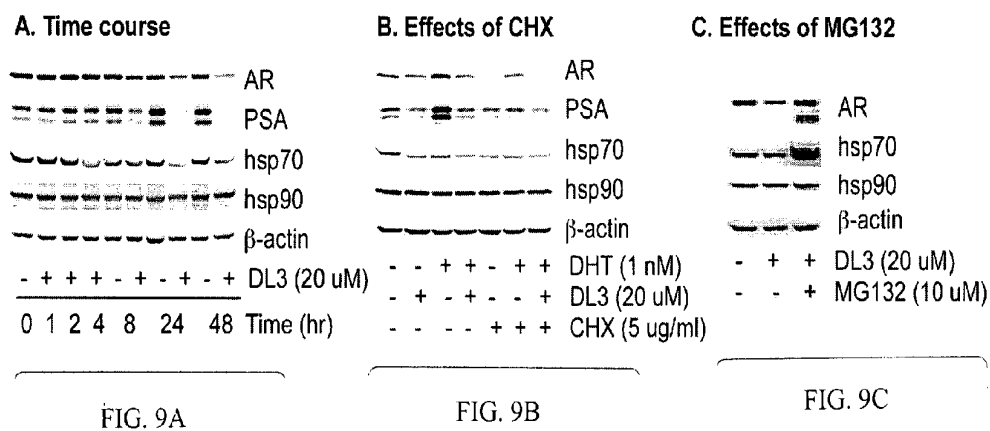 A. Time course
AR
PSA
hsp70
hsp90
β-actin
- + + + - + - + - + DL3 (20 uM)
0 1 2 4 8 24 48 Time (hr)
FIG. 9A
B. Effects of CHX
AR
PSA
hsp70
hsp90
β-actin
- - + + - + + DHT (1 nM)
- + - + - - + DL3 (20 uM)
- - - - + + + CHX (5 ug/ml)
FIG. 9B
C. Effects of MG132
AR
hsp70
hsp90
β-actin
- + + DL3 (20 uM)
- - + MG132 (10 uM)
FIG. 9C